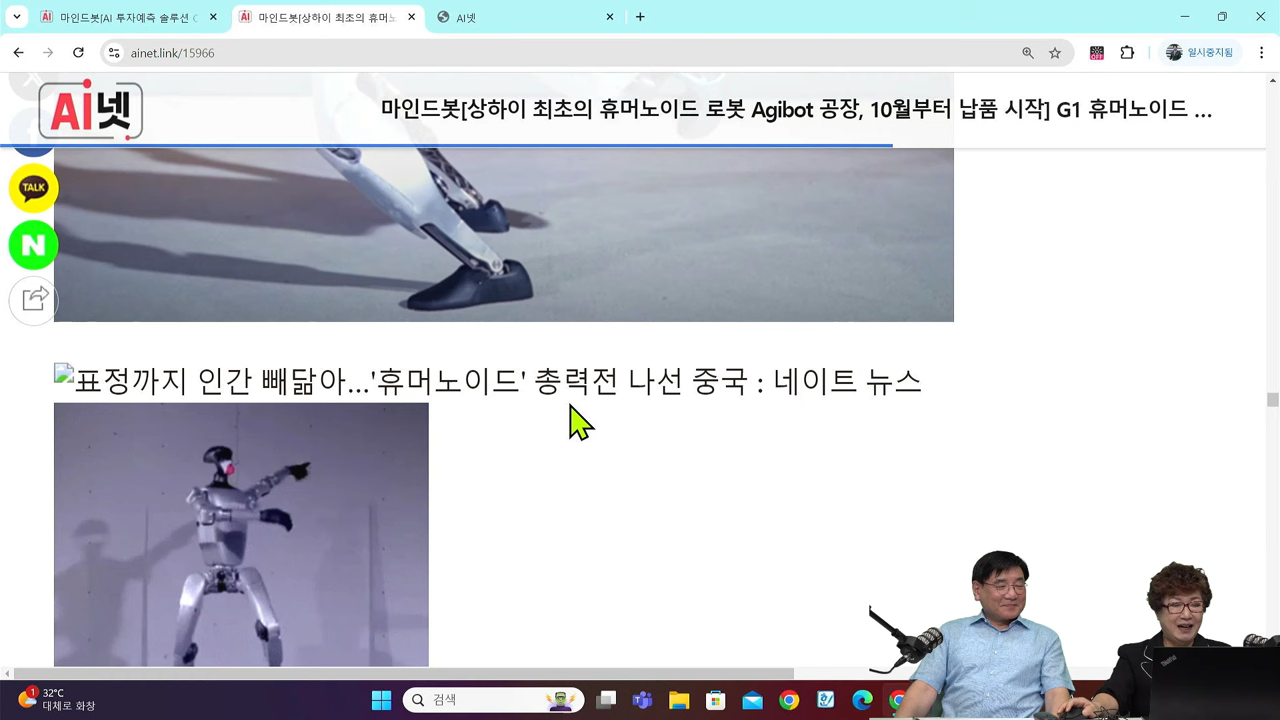 마인드봇[AI 투자예측 솔루션
마인드봇[상하이 최초의 휴머노
AI넷
ainet.link/15966
OFF
일시중지됨
Ai넷
마인드봇[상하이 최초의 휴머노이드 로봇 Agibot 공장, 10월부터 납품 시작] G1 휴머노이드 ...
TALK
N
표정까지 인간 빼닮아...'휴머노이드' 총력전 나선 중국 : 네이트 뉴스
ThinkPad
1
32°C
대체로 화창
검색